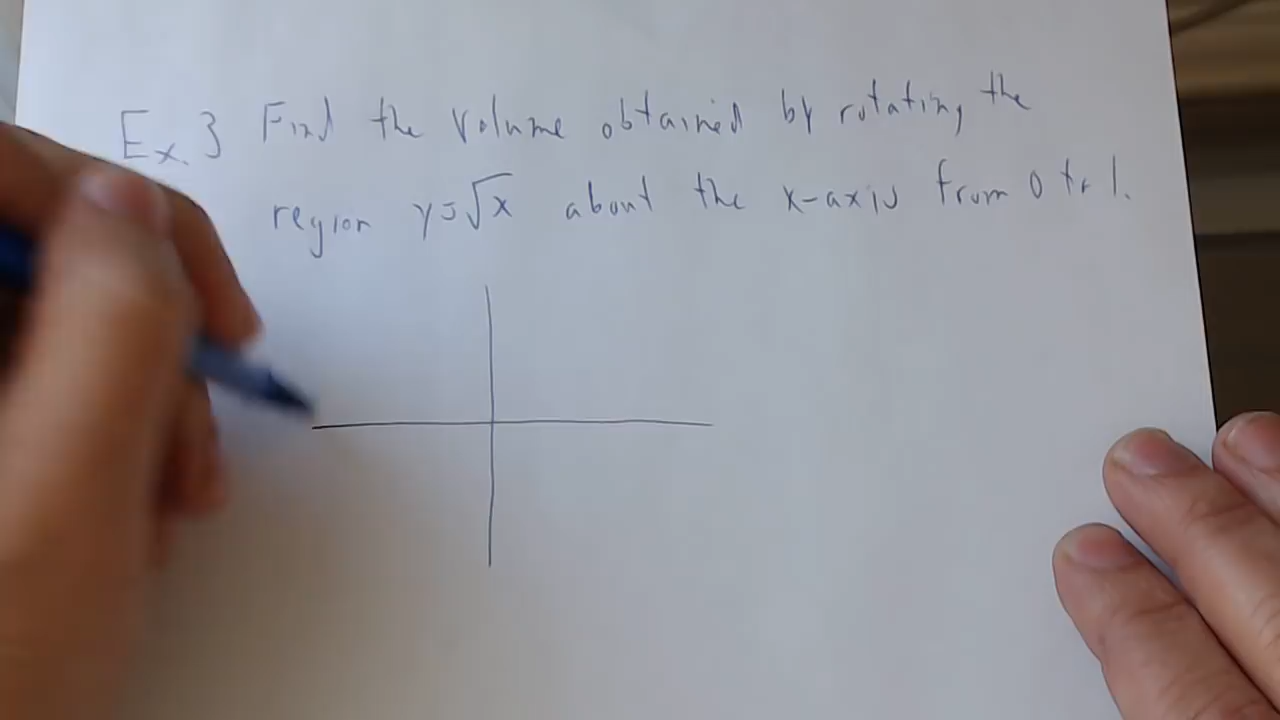 Ex. 3 Find the volume obtained by rotating the
region y=√x about the x-axis from 0 to 1.